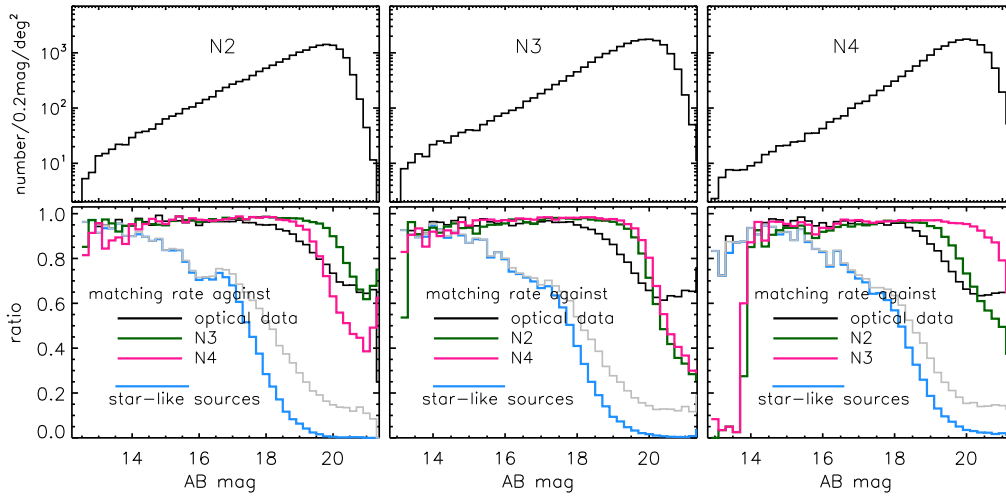 number/0.2mag/deg²
10³
10²
10¹
N2
N3
N4
ratio
1.0
0.8
0.6
0.4
0.2
0.0
matching rate against
optical data
N3
N4
star-like sources
matching rate against
optical data
N2
N4
star-like sources
matching rate against
optical data
N2
N3
star-like sources
14 16 18 20
14 16 18 20
14 16 18 20
AB mag
AB mag
AB mag